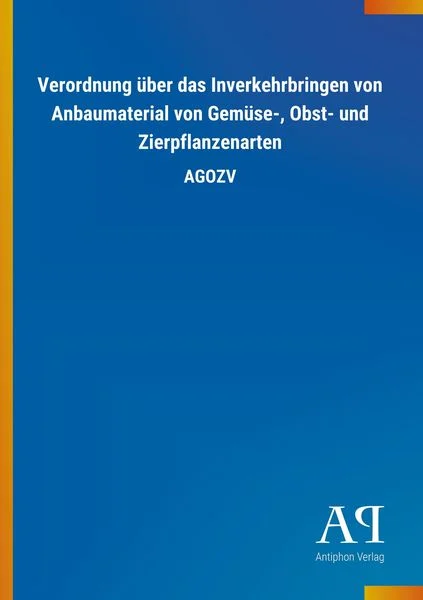 Verordnung über das Inverkehrbringen von
Anbaumaterial von Gemüse-, Obst- und
Zierpflanzenarten
AGOZV
AP
Antiphon Verlag